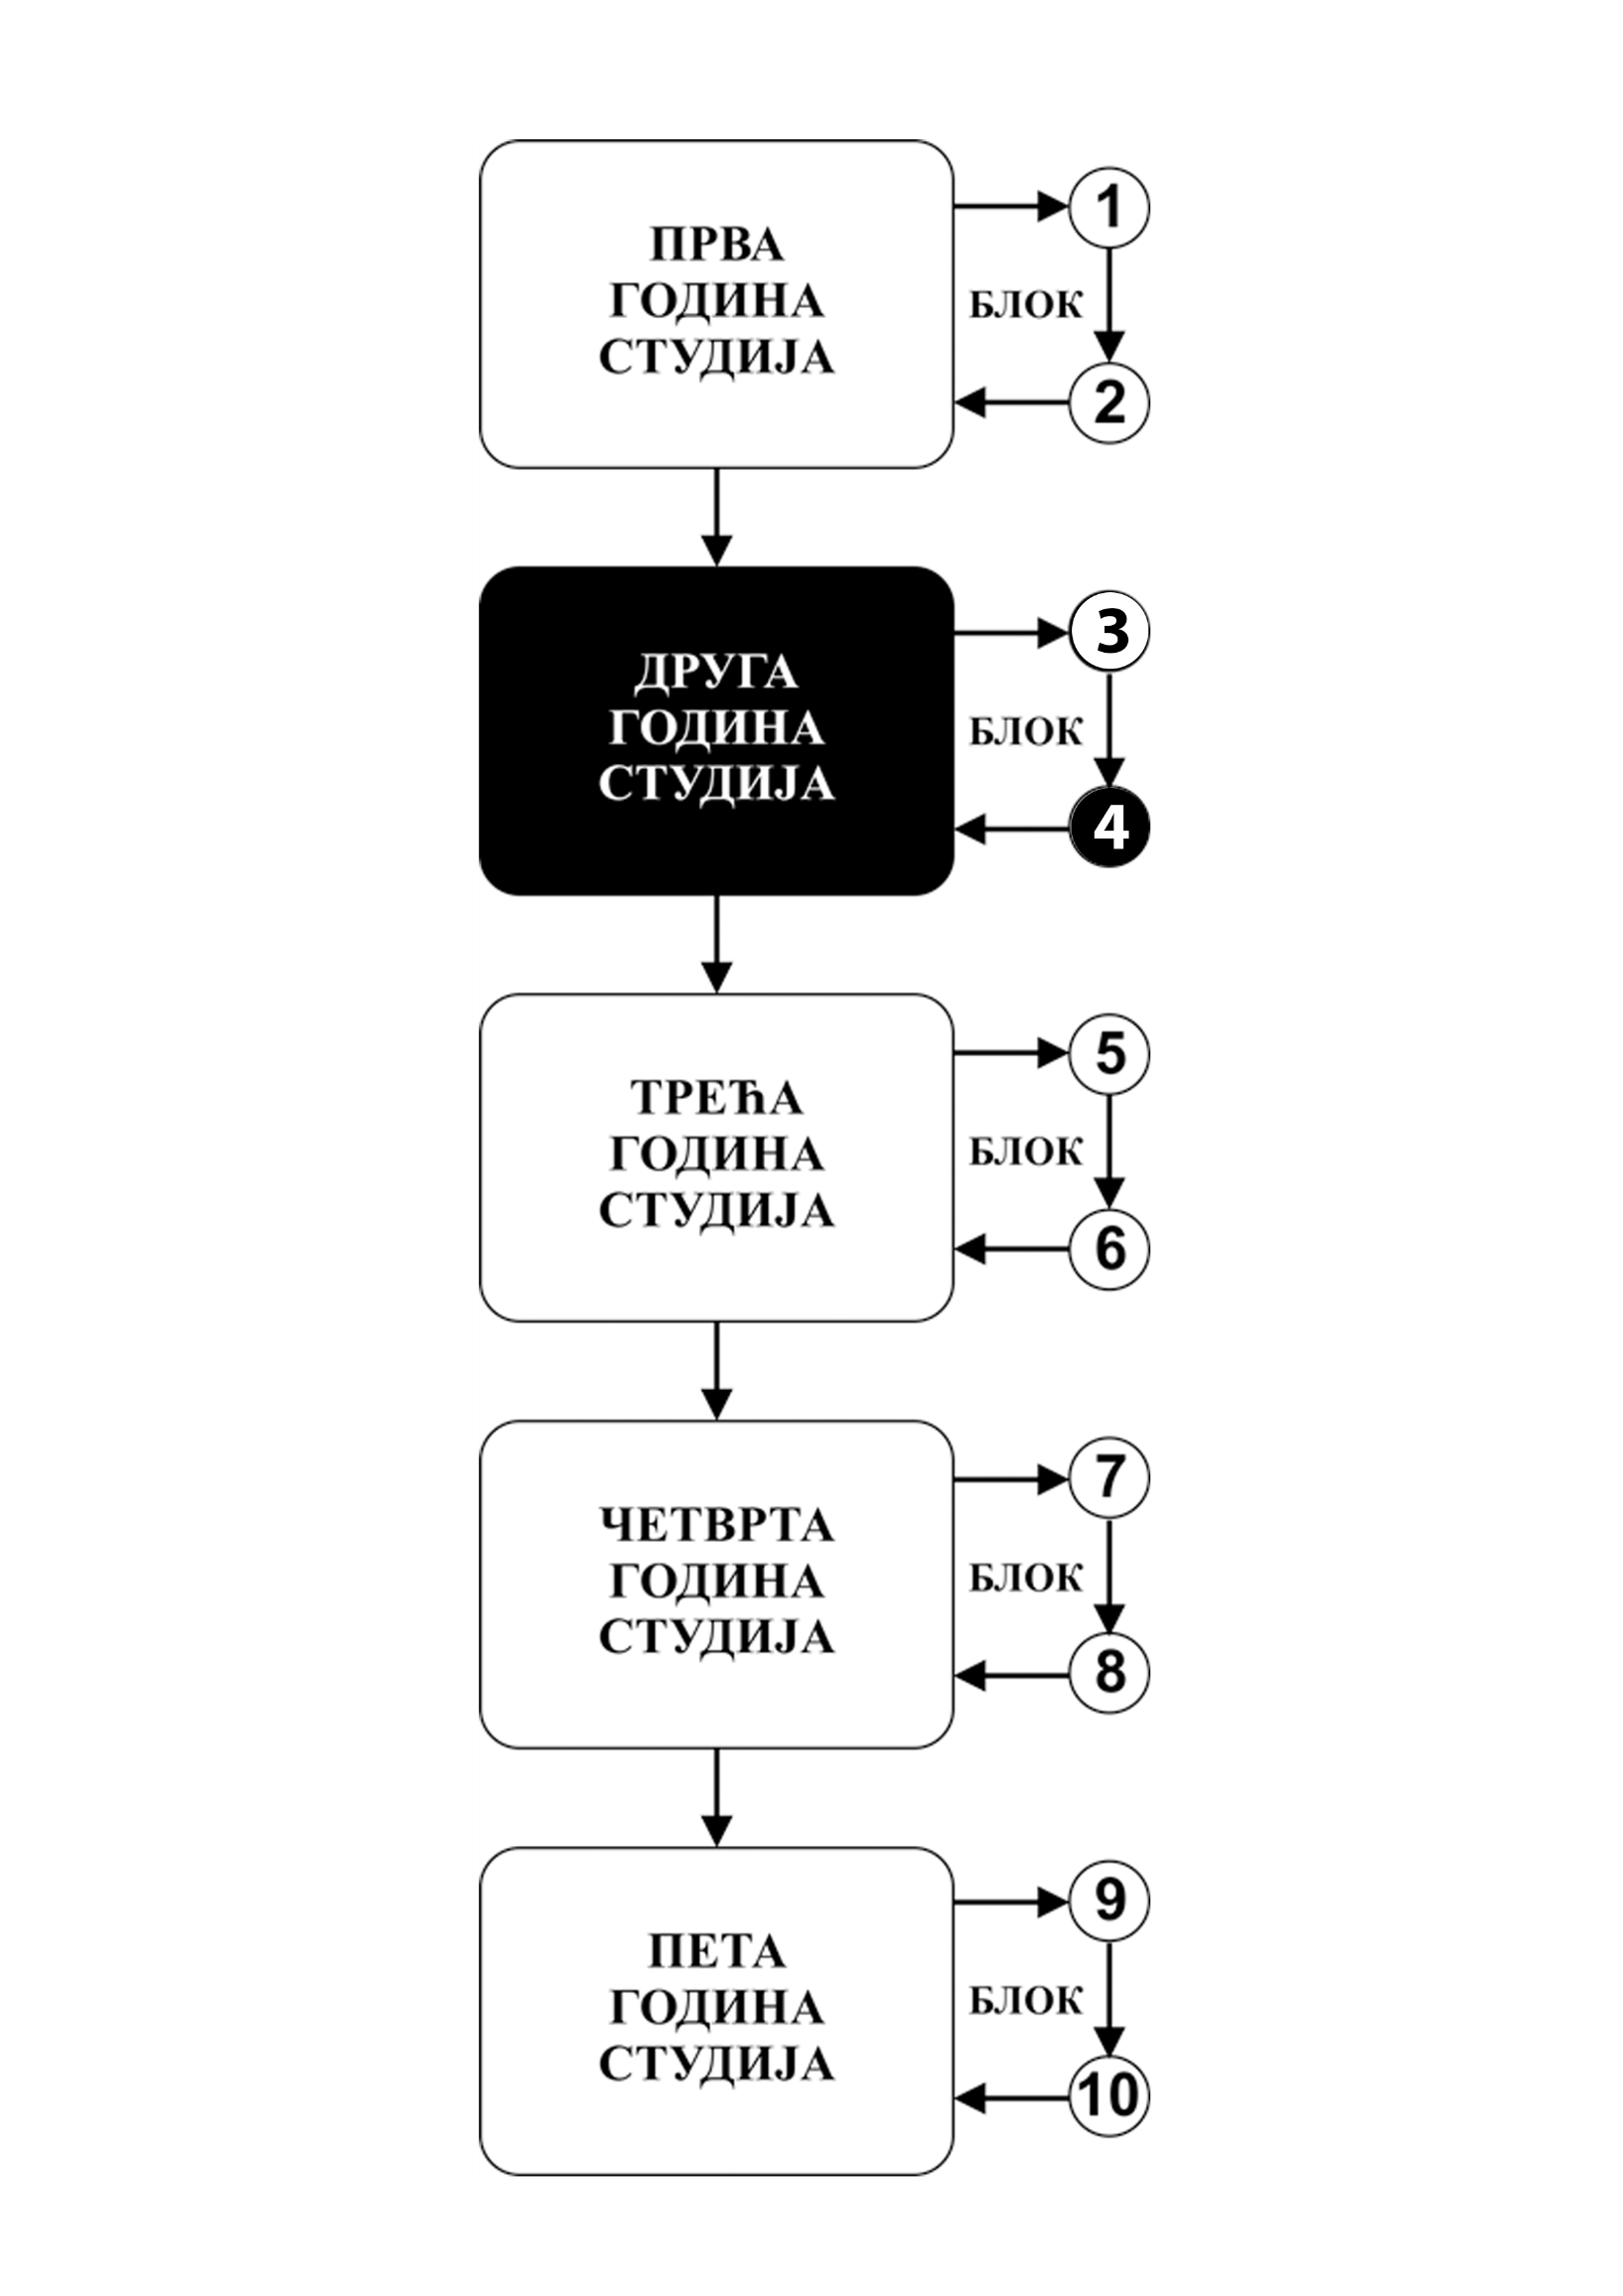 ПРВА
ГОДИНА
СТУДИЈА
1
БЛОК
2
ДРУГА
ГОДИНА
СТУДИЈА
3
БЛОК
4
ТРЕЋА
ГОДИНА
СТУДИЈА
5
БЛОК
6
ЧЕТВРТА
ГОДИНА
СТУДИЈА
7
БЛОК
8
ПЕТА
ГОДИНА
СТУДИЈА
9
БЛОК
10